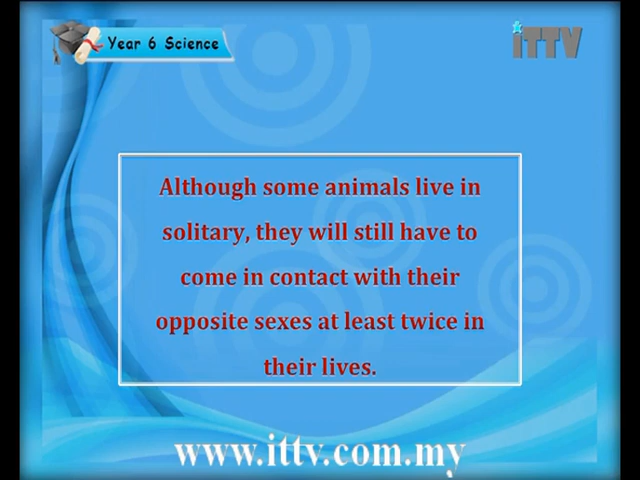 Year 6 Science
iTTV
Although some animals live in
solitary, they will still have to
come in contact with their
opposite sexes at least twice in
their lives.
www.ittv.com.my